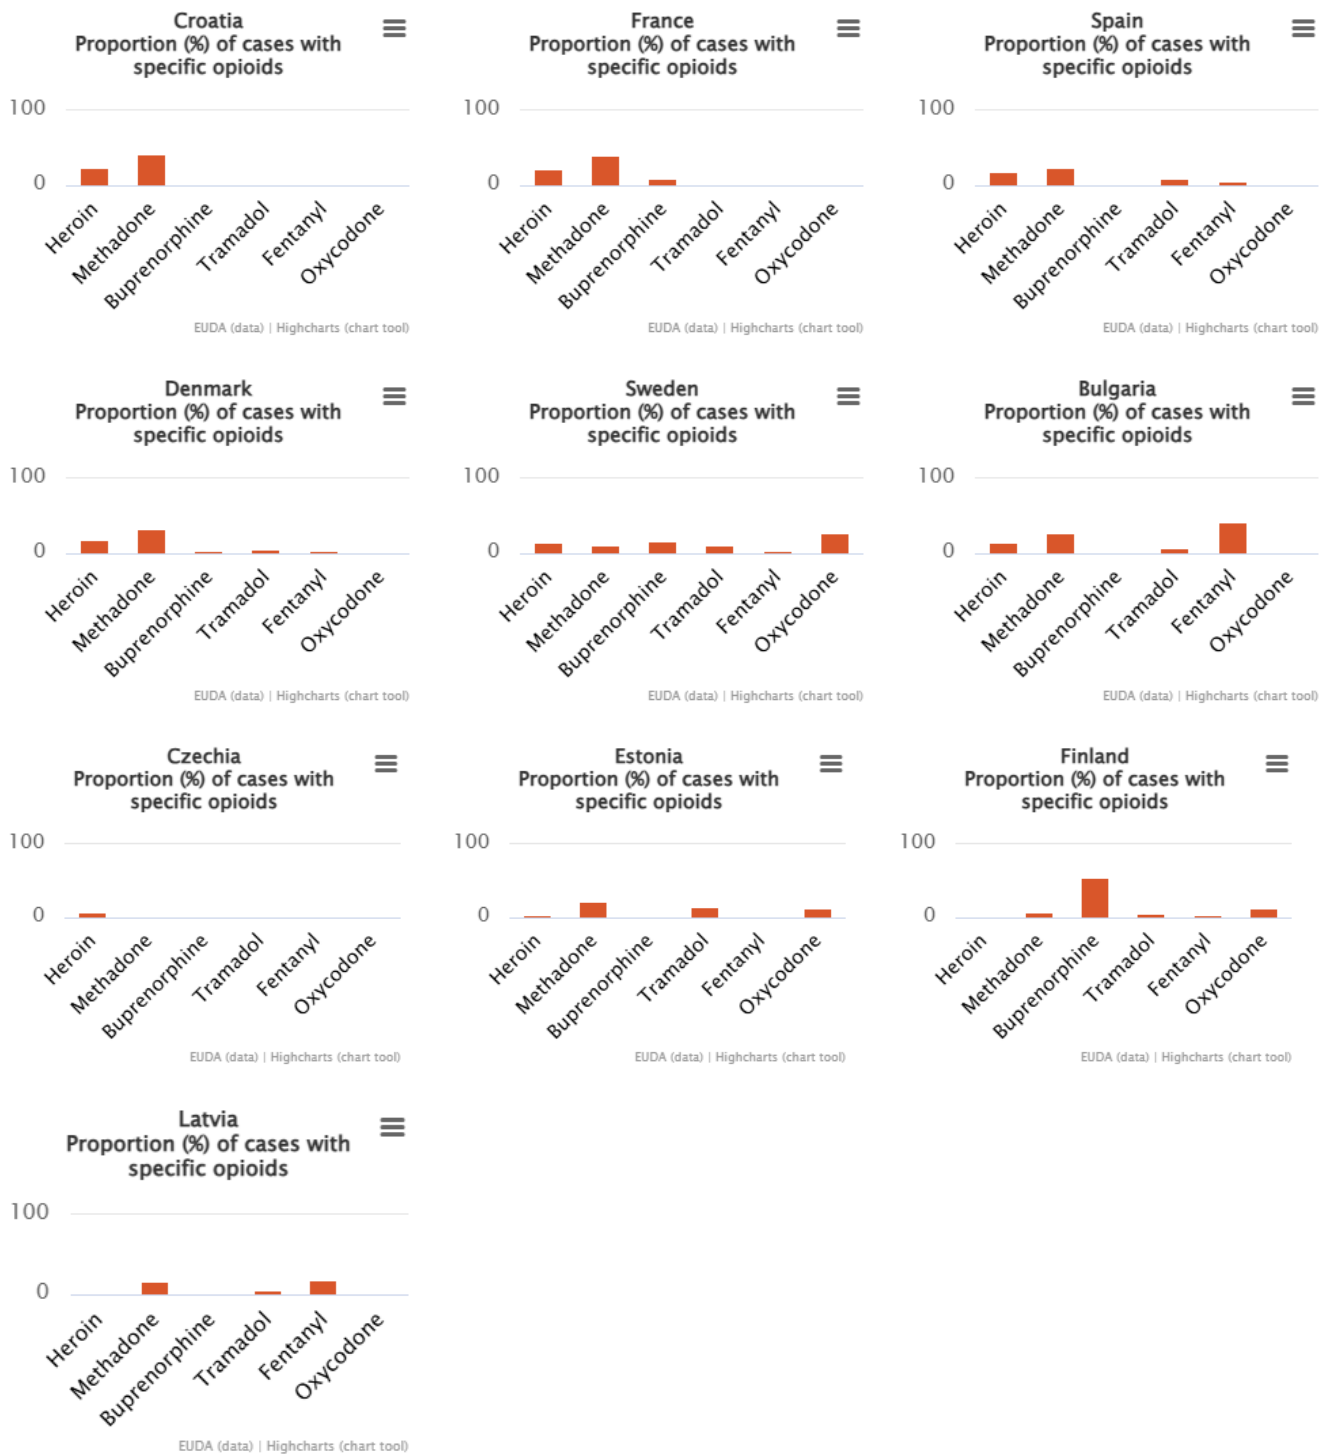 Croatia
Proportion (%) of cases with
specific opioids
100
0
Heroin
Methadone
Buprenorphine
Tramadol
Fentanyl
Oxycodone
EUDA (data) | Highcharts (chart tool)
France
Proportion (%) of cases with
specific opioids
100
0
Heroin
Methadone
Buprenorphine
Tramadol
Fentanyl
Oxycodone
EUDA (data) | Highcharts (chart tool)
Spain
Proportion (%) of cases with
specific opioids
100
0
Heroin
Methadone
Buprenorphine
Tramadol
Fentanyl
Oxycodone
EUDA (data) | Highcharts (chart tool)
Denmark
Proportion (%) of cases with
specific opioids
100
0
Heroin
Methadone
Buprenorphine
Tramadol
Fentanyl
Oxycodone
EUDA (data) | Highcharts (chart tool)
Sweden
Proportion (%) of cases with
specific opioids
100
0
Heroin
Methadone
Buprenorphine
Tramadol
Fentanyl
Oxycodone
EUDA (data) | Highcharts (chart tool)
Bulgaria
Proportion (%) of cases with
specific opioids
100
0
Heroin
Methadone
Buprenorphine
Tramadol
Fentanyl
Oxycodone
EUDA (data) | Highcharts (chart tool)
Czechia
Proportion (%) of cases with
specific opioids
100
0
Heroin
Methadone
Buprenorphine
Tramadol
Fentanyl
Oxycodone
EUDA (data) | Highcharts (chart tool)
Estonia
Proportion (%) of cases with
specific opioids
100
0
Heroin
Methadone
Buprenorphine
Tramadol
Fentanyl
Oxycodone
EUDA (data) | Highcharts (chart tool)
Finland
Proportion (%) of cases with
specific opioids
100
0
Heroin
Methadone
Buprenorphine
Tramadol
Fentanyl
Oxycodone
EUDA (data) | Highcharts (chart tool)
Latvia
Proportion (%) of cases with
specific opioids
100
0
Heroin
Methadone
Buprenorphine
Tramadol
Fentanyl
Oxycodone
EUDA (data) | Highcharts (chart tool)